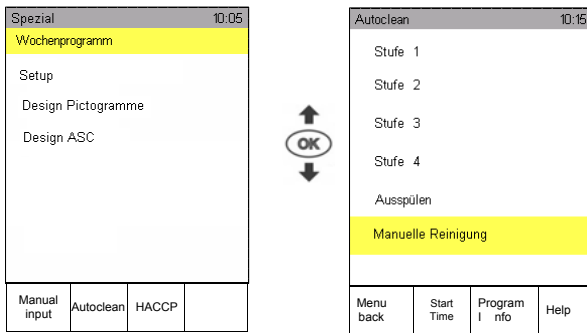 Spezial 10:05
Wochenprogramm
Setup
Design Pictogramme
Design ASC
Manual input
Autoclean
HACCP
OK
Autoclean 10:15
Stufe 1
Stufe 2
Stufe 3
Stufe 4
Ausspülen
Manuelle Reinigung
Menu back
Start Time
Program I nfo
Help